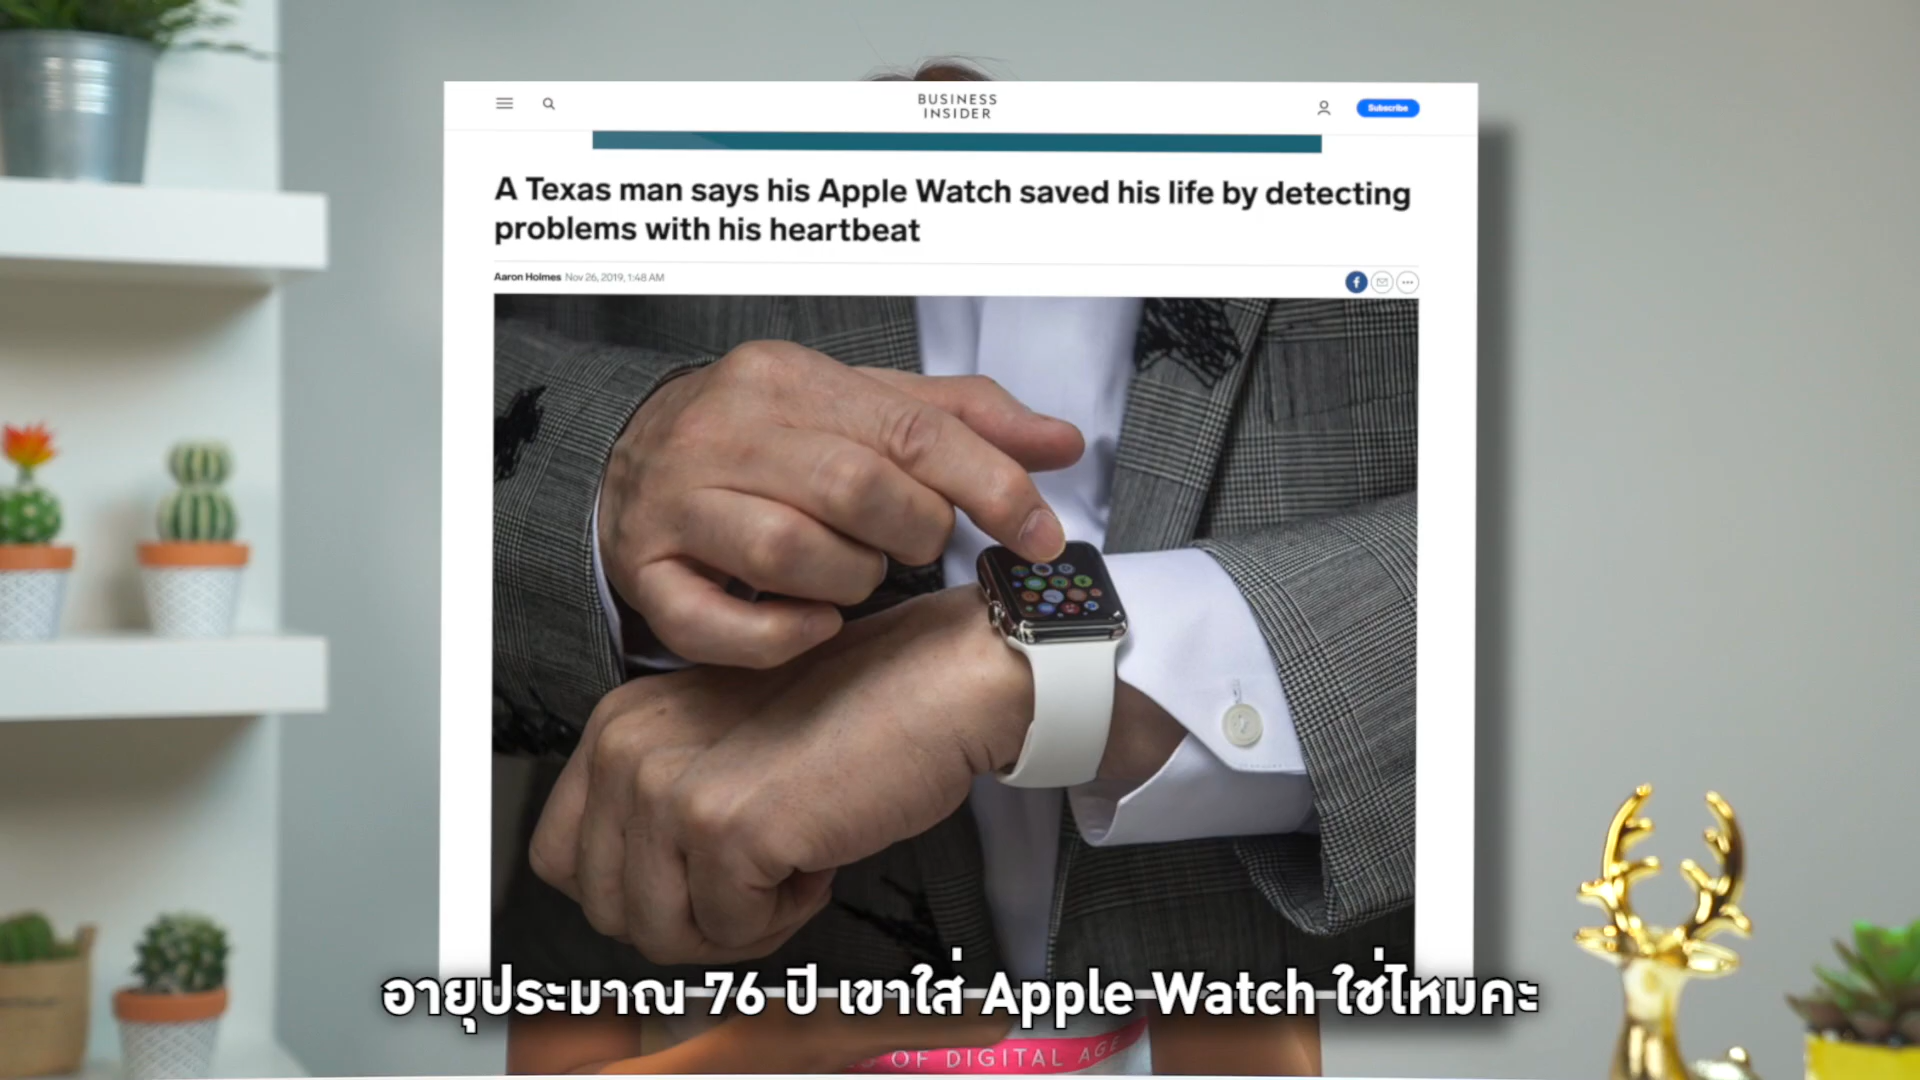 BUSINESS
INSIDER
Subscribe
A Texas man says his Apple Watch saved his life by detecting
problems with his heartbeat
Aaron Holmes Nov 26, 2019, 1:48 AM
อายุประมาณ 76 ปี เขาใส่ Apple Watch ใช่ไหมคะ
OF DIGITAL AGE